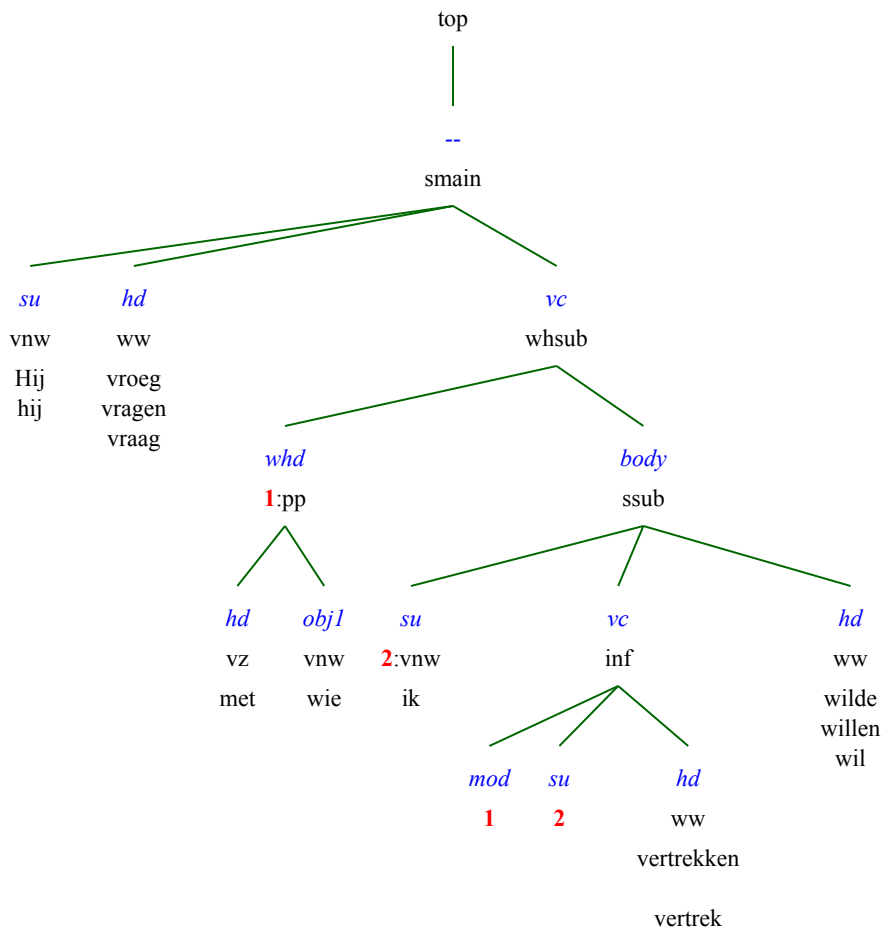 top
--
smain
su hd vc
vnw ww whsub
Hij vroeg
hij vragen
vraag
whd body
1:pp ssub
hd obj1 su vc hd
vz vnw 2:vnw inf ww
met wie ik wilde
willen
wil
mod su hd
1 2 ww
vertrekken
vertrek